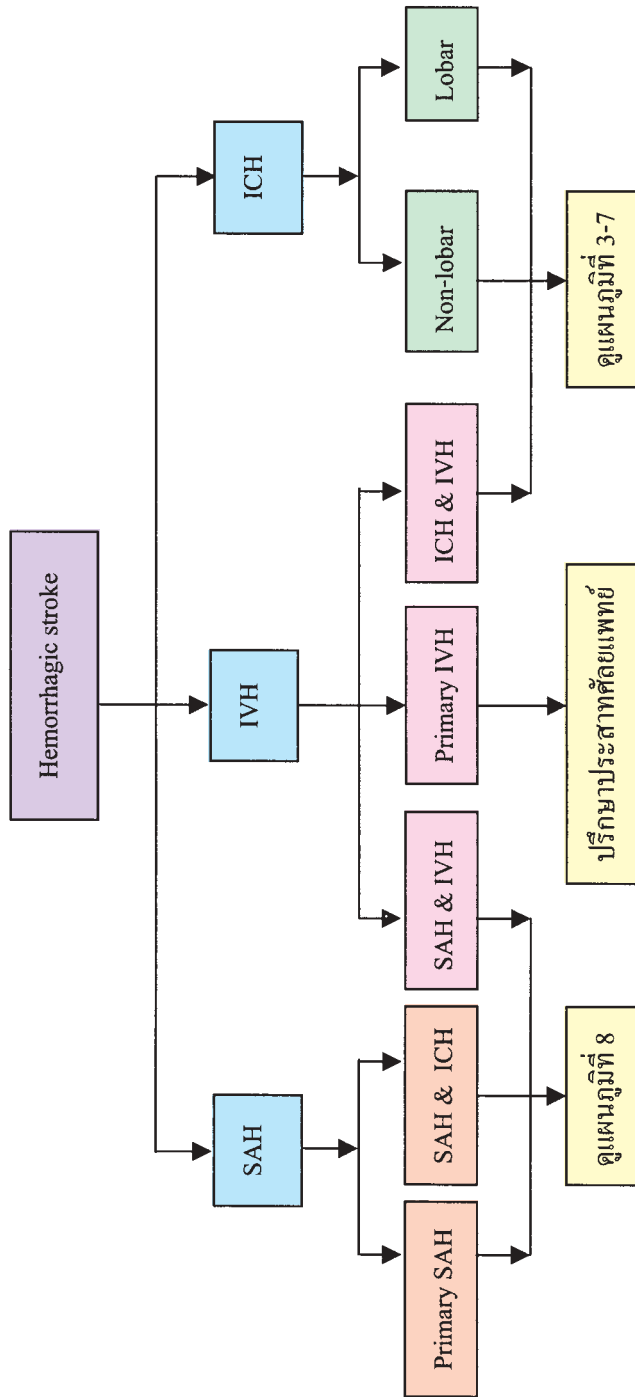 Hemorrhagic stroke
SAH
IVH
ICH
Primary SAH
SAH & ICH
SAH & IVH
Primary IVH
ICH & IVH
Non-lobar
Lobar
ดูแผนภูมิที่ 8
ปรึกษาประสาทศัลยแพทย์
ดูแผนภูมิที่ 3-7